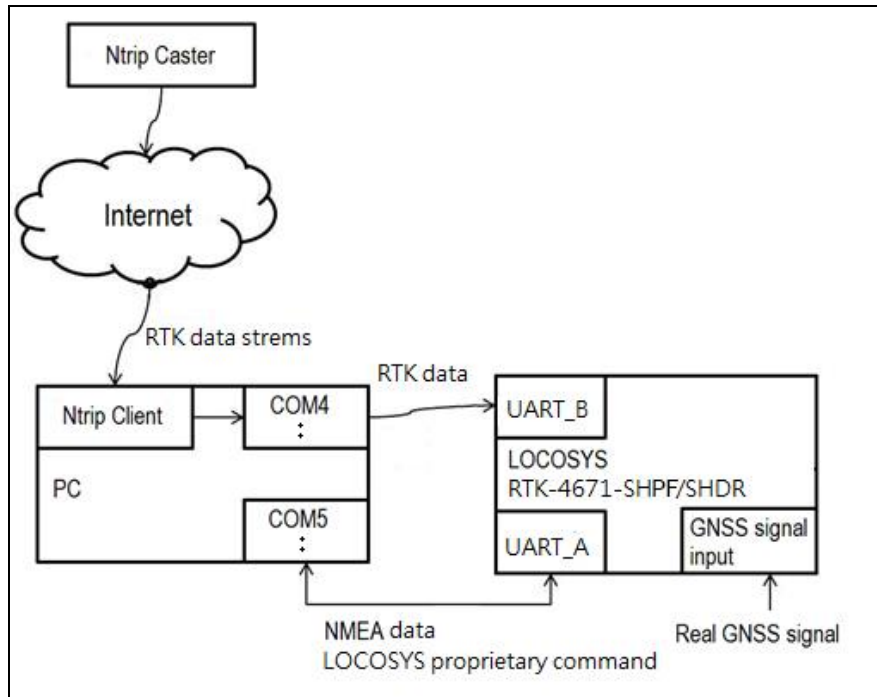 Ntrip Caster
Internet
RTK data strems
RTK data
Ntrip Client
COM4
UART_B
LOCOSYS
RTK-4671-SHPF/SHDR
PC
COM5
UART_A
GNSS signal
input
NMEA data
LOCOSYS proprietary command
Real GNSS signal